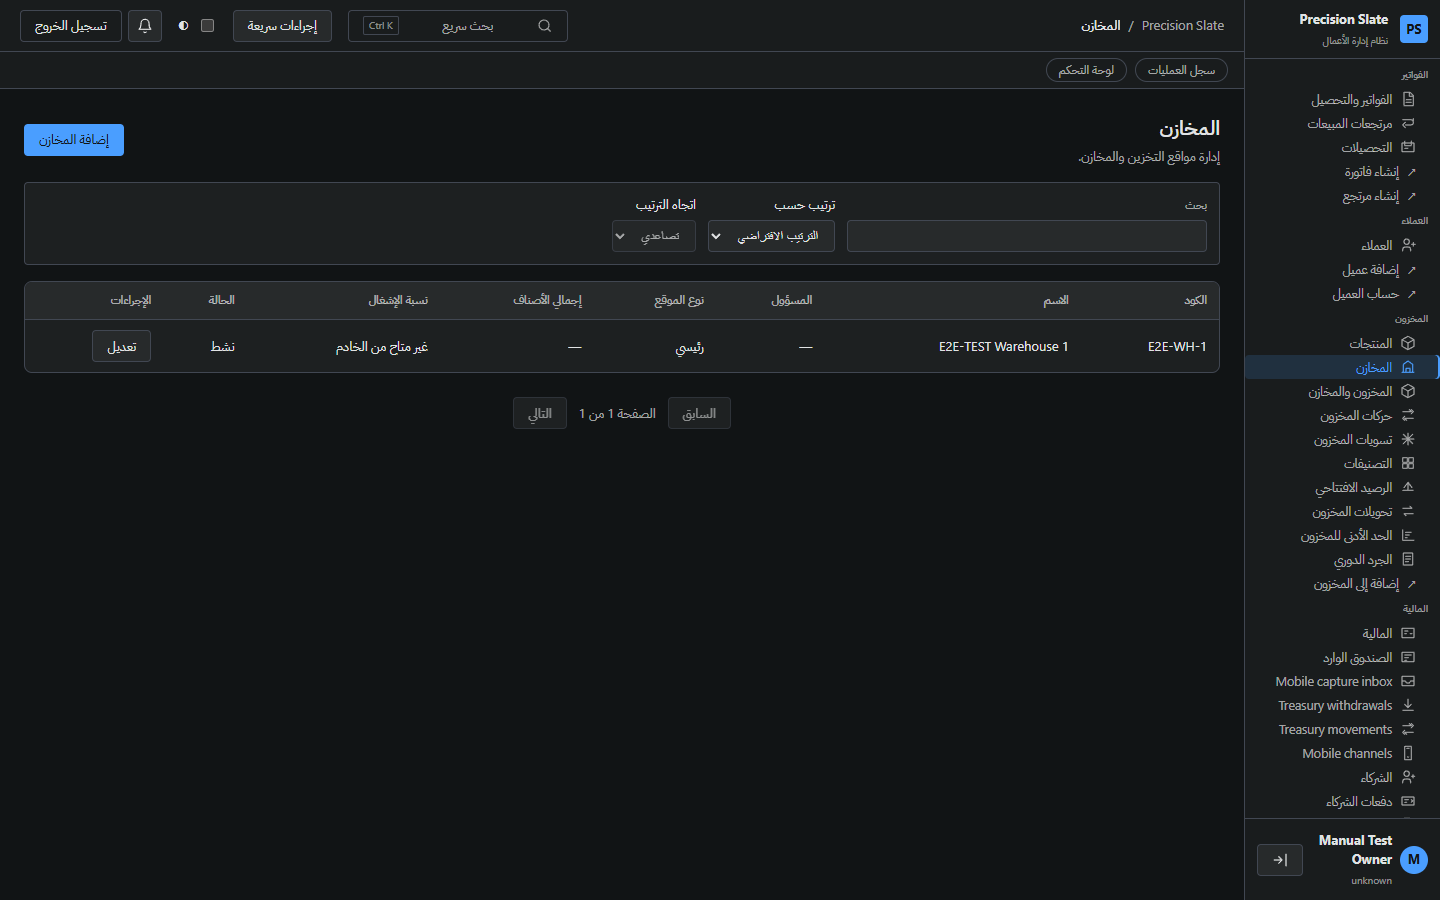 PS
Precision Slate
نظام إدارة الأعمال
Precision Slate / المخازن
بحث سريع
Ctrl K
إجراءات سريعة
تسجيل الخروج
سجل العمليات
لوحة التحكم
الفواتير
الفواتير والتحصيل
مرتجعات المبيعات
التحصيلات
إنشاء فاتورة
إنشاء مرتجع
العملاء
العملاء
إضافة عميل
حساب العميل
المخزون
المنتجات
المخازن
المخزون والمخازن
حركات المخزون
تسويات المخزون
التصنيفات
الرصيد الافتتاحي
تحويلات المخزون
الحد الأدنى للمخزون
الجرد الدوري
إضافة إلى المخزون
المالية
المالية
الصندوق الوارد
Mobile capture inbox
Treasury withdrawals
Treasury movements
Mobile channels
الشركاء
دفعات الشركاء
M
Manual Test
Owner
unknown
المخازن
إدارة مواقع التخزين والمخازن.
إضافة المخازن
بحث
ترتيب حسب
اتجاه الترتيب
الترتيب الافتراضي
تصاعدي
الكود الاسم المسؤول نوع الموقع إجمالي الأصناف نسبة الإشغال الحالة الإجراءات
E2E-WH-1 E2E-TEST Warehouse 1 — رئيسي — غير متاح من الخادم نشط تعديل
السابق الصفحة 1 من 1 التالي